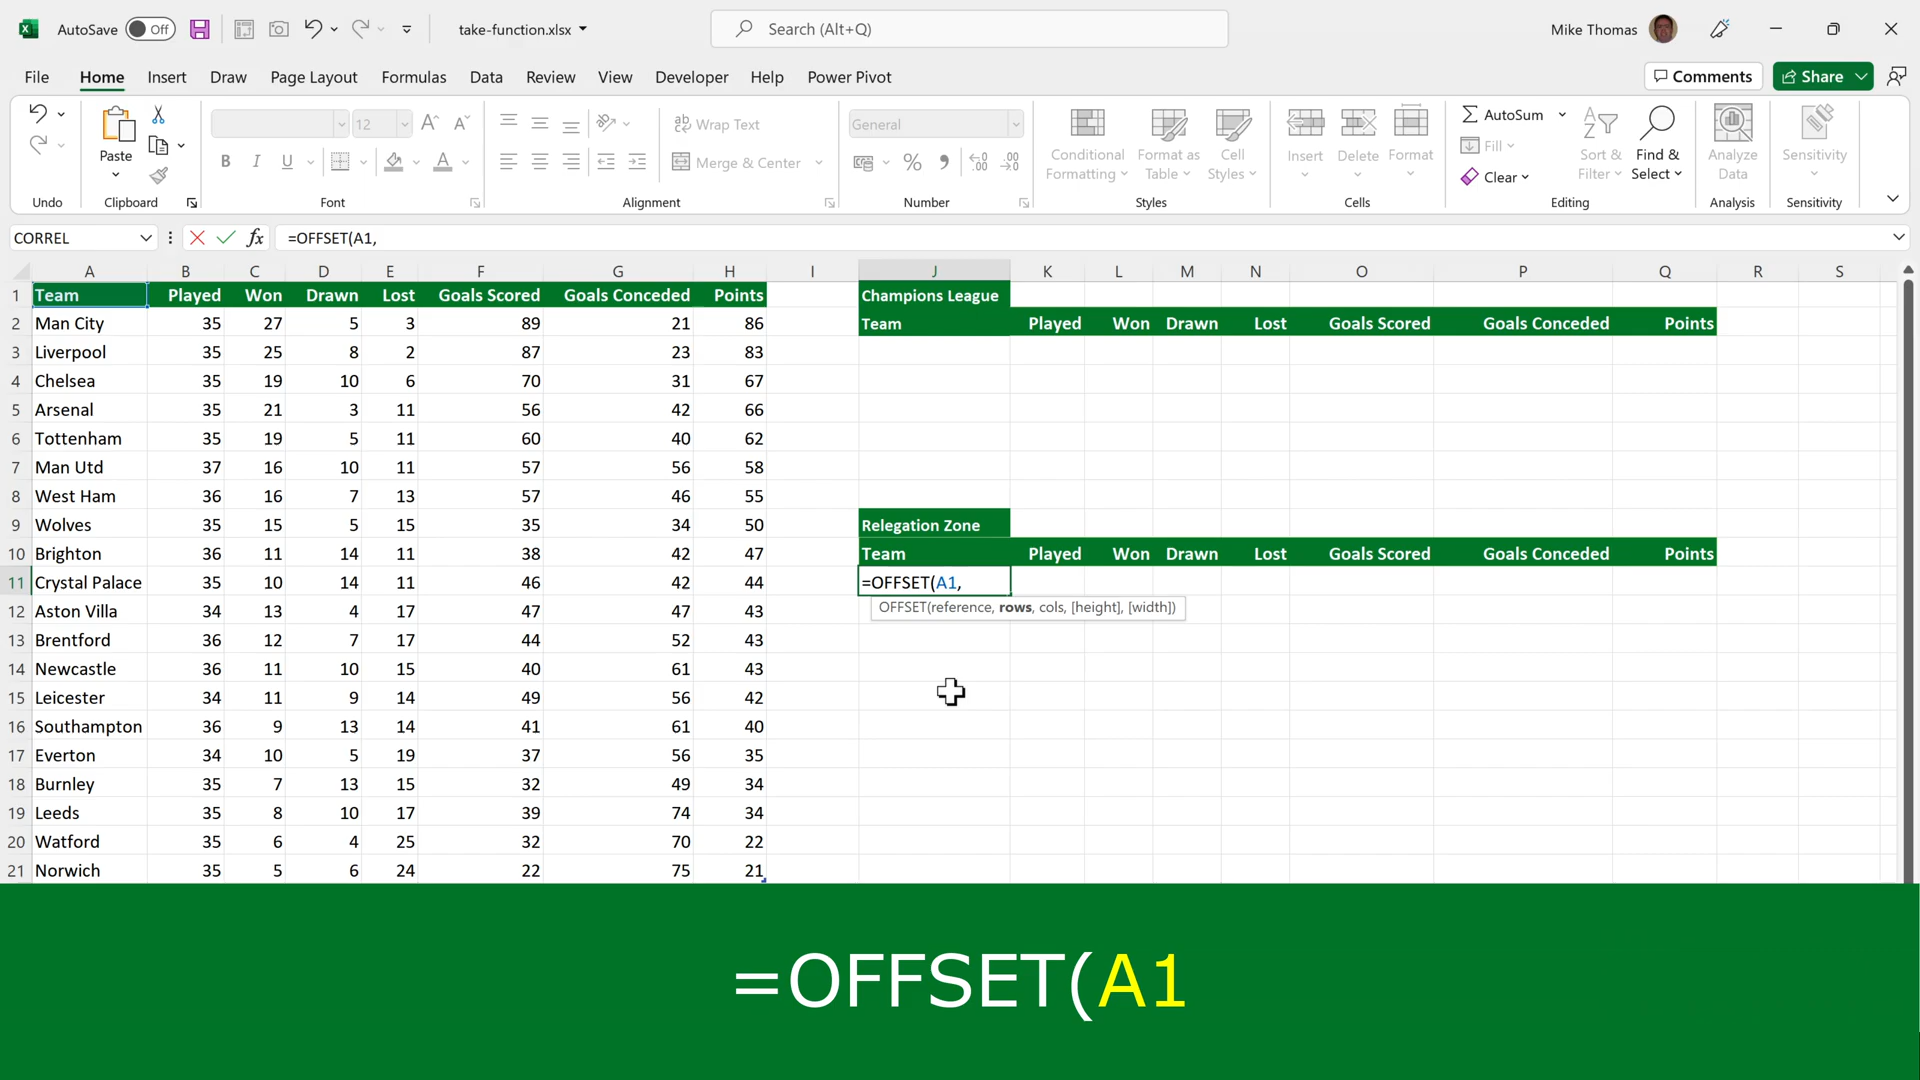 AutoSave Off take-function.xlsx Search (Alt+Q) Mike Thomas
File Home Insert Draw Page Layout Formulas Data Review View Developer Help Power Pivot Comments Share
Paste 12 Wrap Text General Conditional Formatting Format as Table Cell Styles Insert Delete Format AutoSum Fill Clear Sort & Filter Find & Select Analyze Data Sensitivity
B I U Merge & Center
Undo Clipboard Font Alignment Number Styles Cells Editing Analysis Sensitivity
CORREL fx =OFFSET(A1,
A B C D E F G H I J K L M N O P Q R S
1 Team Played Won Drawn Lost Goals Scored Goals Conceded Points Champions League
2 Man City 35 27 5 3 89 21 86 Team Played Won Drawn Lost Goals Scored Goals Conceded Points
3 Liverpool 35 25 8 2 87 23 83
4 Chelsea 35 19 10 6 70 31 67
5 Arsenal 35 21 3 11 56 42 66
6 Tottenham 35 19 5 11 60 40 62
7 Man Utd 37 16 10 11 57 56 58
8 West Ham 36 16 7 13 57 46 55
9 Wolves 35 15 5 15 35 34 50 Relegation Zone
10 Brighton 36 11 14 11 38 42 47 Team Played Won Drawn Lost Goals Scored Goals Conceded Points
11 Crystal Palace 35 10 14 11 46 42 44 =OFFSET(A1,
12 Aston Villa 34 13 4 17 47 47 43 OFFSET(reference, rows, cols, [height], [width])
13 Brentford 36 12 7 17 44 52 43
14 Newcastle 36 11 10 15 40 61 43
15 Leicester 34 11 9 14 49 56 42
16 Southampton 36 9 13 14 41 61 40
17 Everton 34 10 5 19 37 56 35
18 Burnley 35 7 13 15 32 49 34
19 Leeds 35 8 10 17 39 74 34
20 Watford 35 6 4 25 32 70 22
21 Norwich 35 5 6 24 22 75 21
=OFFSET(A1